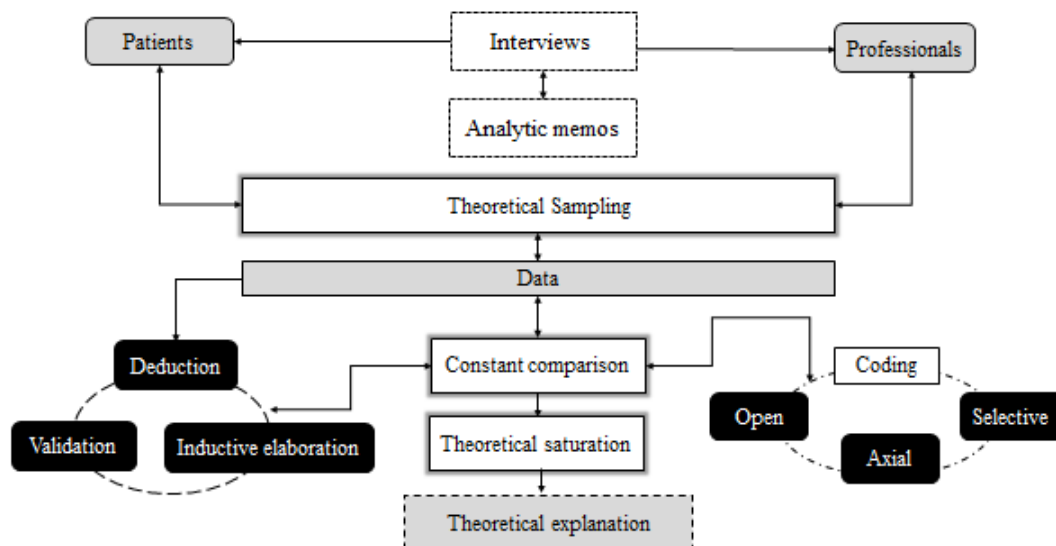 Patients
Interviews
Professionals
Analytic memos
Theoretical Sampling
Data
Deduction
Constant comparison
Coding
Validation
Inductive elaboration
Theoretical saturation
Open
Selective
Axial
Theoretical explanation